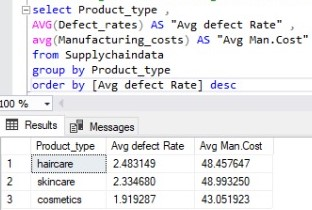 select Product_type ,
AVG(Defect_rates) AS "Avg defect Rate" ,
avg(Manufacturing_costs) AS "Avg Man.Cost"
from Supplychaindata
group by Product_type
order by [Avg defect Rate] desc
100 %
Results Messages
Product_type Avg defect Rate Avg Man.Cost
1 haircare 2.483149 48.457647
2 skincare 2.334680 48.993250
3 cosmetics 1.919287 43.051923